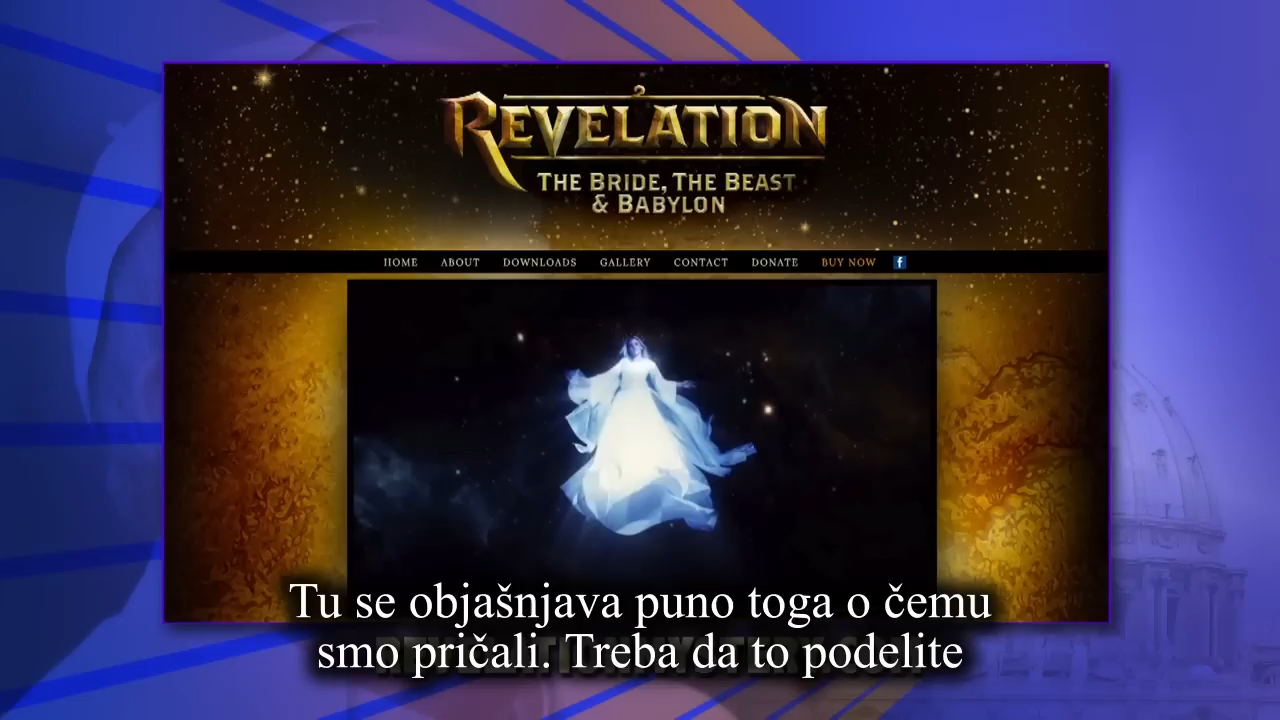 REVELATION
THE BRIDE, THE BEAST
& BABYLON
HOME ABOUT DOWNLOADS GALLERY CONTACT DONATE BUY NOW f
Tu se objašnjava puno toga o čemu
smo pričali. Treba da to podelite